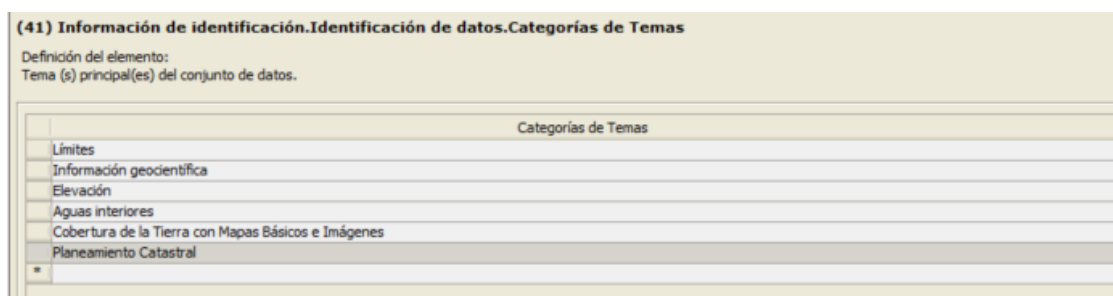 (41) Información de identificación.Identificación de datos.Categorías de Temas
Definición del elemento:
Tema (s) principal(es) del conjunto de datos.
Categorías de Temas
Límites
Información geocientífica
Elevación
Aguas interiores
Cobertura de la Tierra con Mapas Básicos e Imágenes
Planeamiento Catastral
*